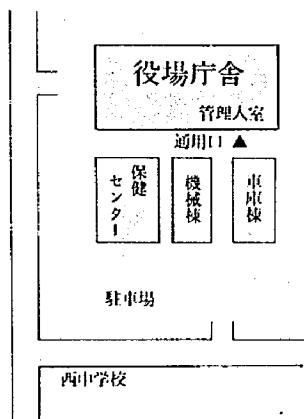 役場庁舎
管理人室
通用口 ▲
保健
センター
機械棟
車庫棟
駐車場
西中学校